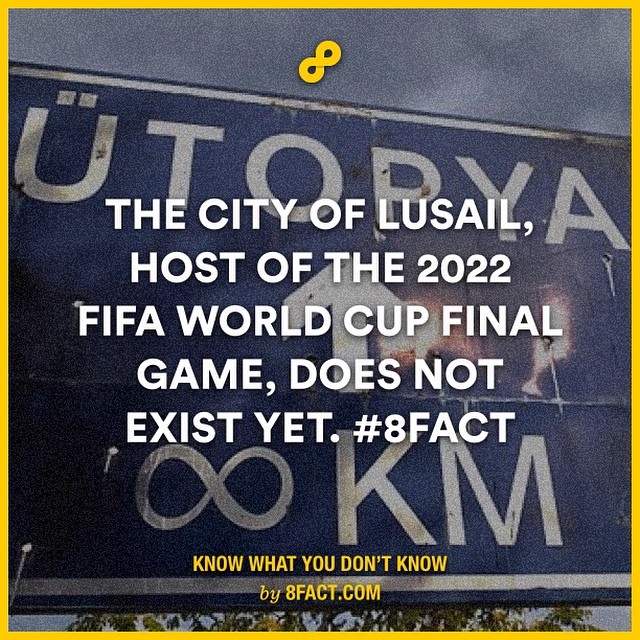 ÜTOPYA
THE CITY OF LUSAIL,
HOST OF THE 2022
FIFA WORLD CUP FINAL
GAME, DOES NOT
EXIST YET. #8FACT
∞ KM
KNOW WHAT YOU DON'T KNOW
by 8FACT.COM